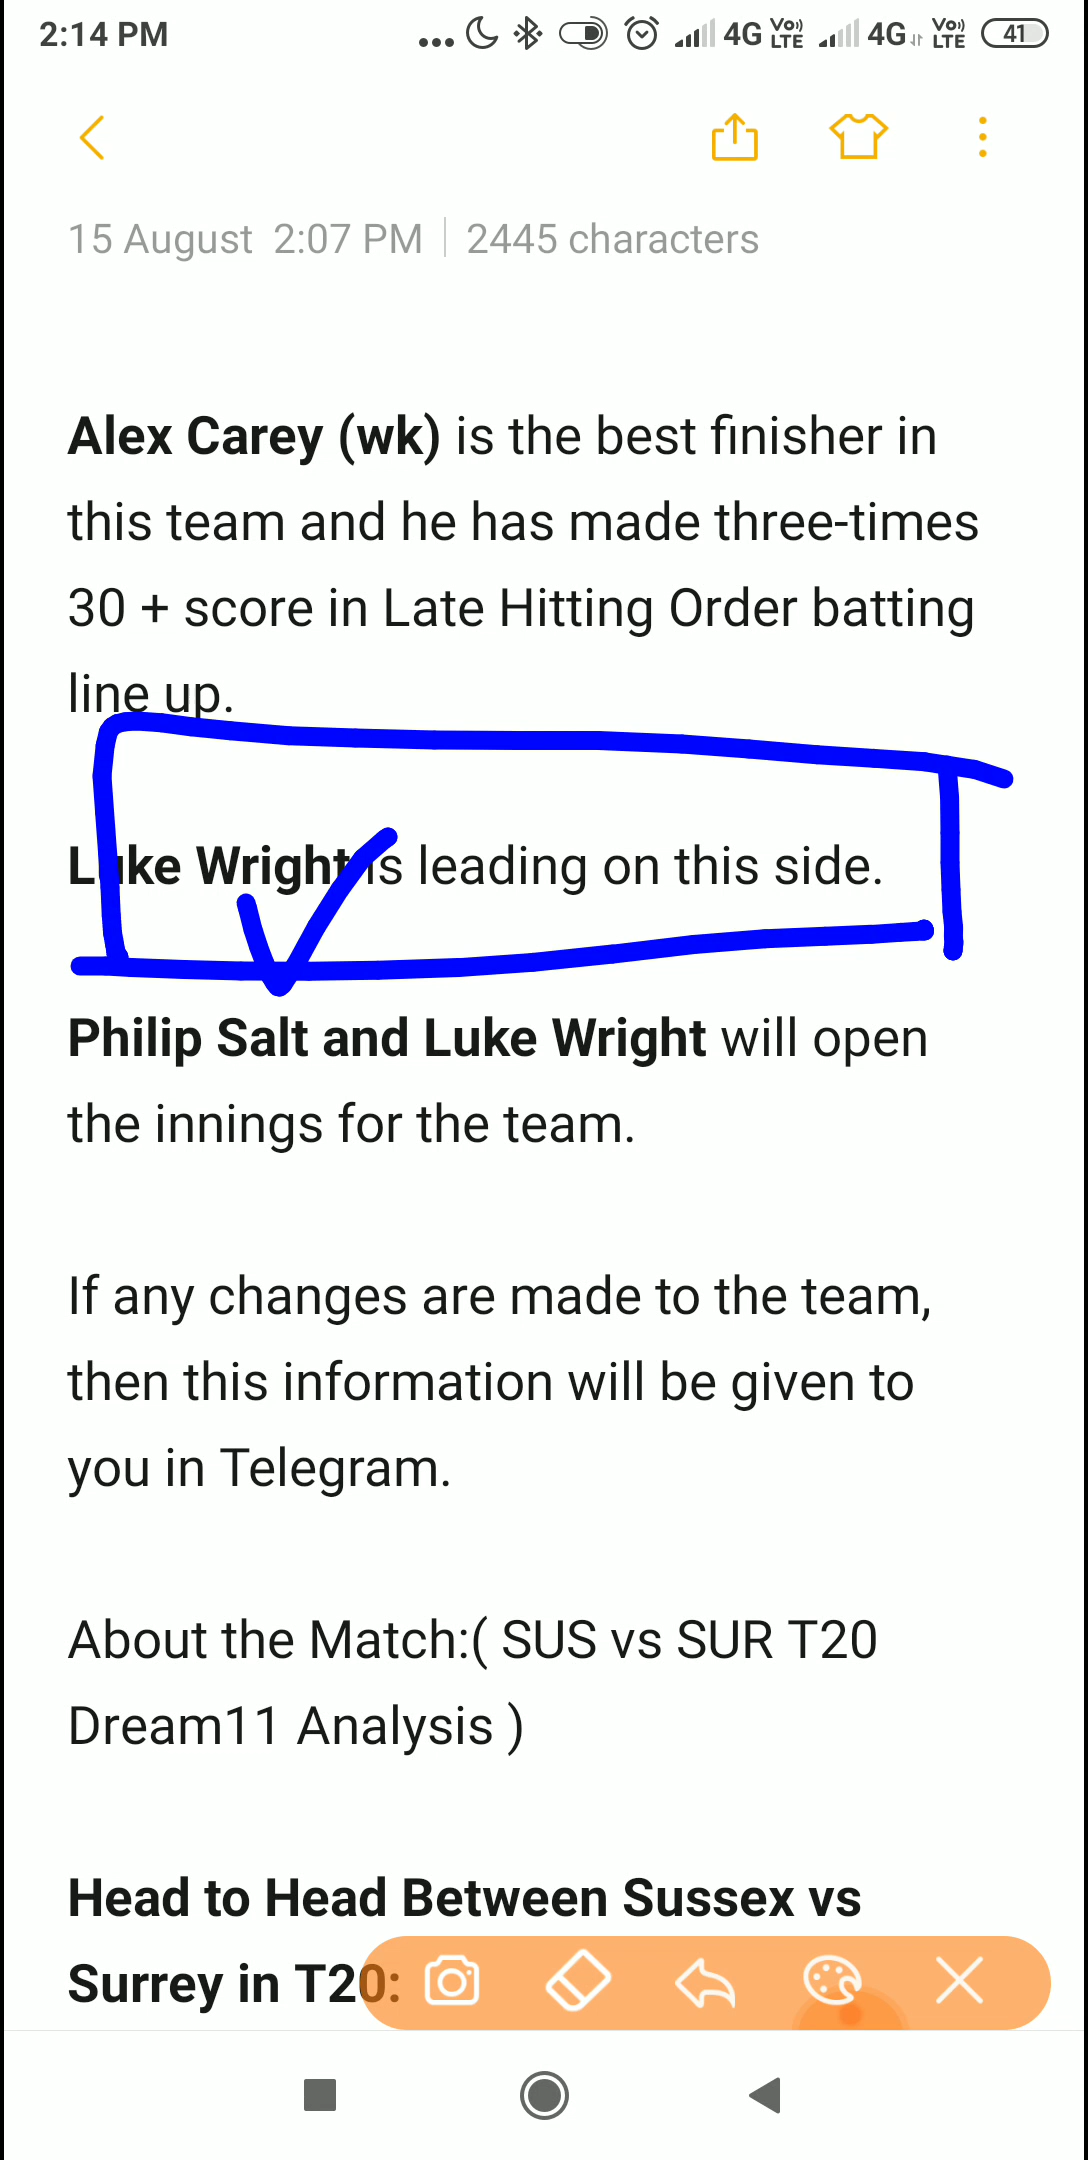 2:14 PM ... 4G VoLTE 4G VoLTE 41
15 August 2:07 PM | 2445 characters
Alex Carey (wk) is the best finisher in
this team and he has made three-times
30 + score in Late Hitting Order batting
line up.
Luke Wright is leading on this side.
Philip Salt and Luke Wright will open
the innings for the team.
If any changes are made to the team,
then this information will be given to
you in Telegram.
About the Match:( SUS vs SUR T20
Dream11 Analysis )
Head to Head Between Sussex vs
Surrey in T20: